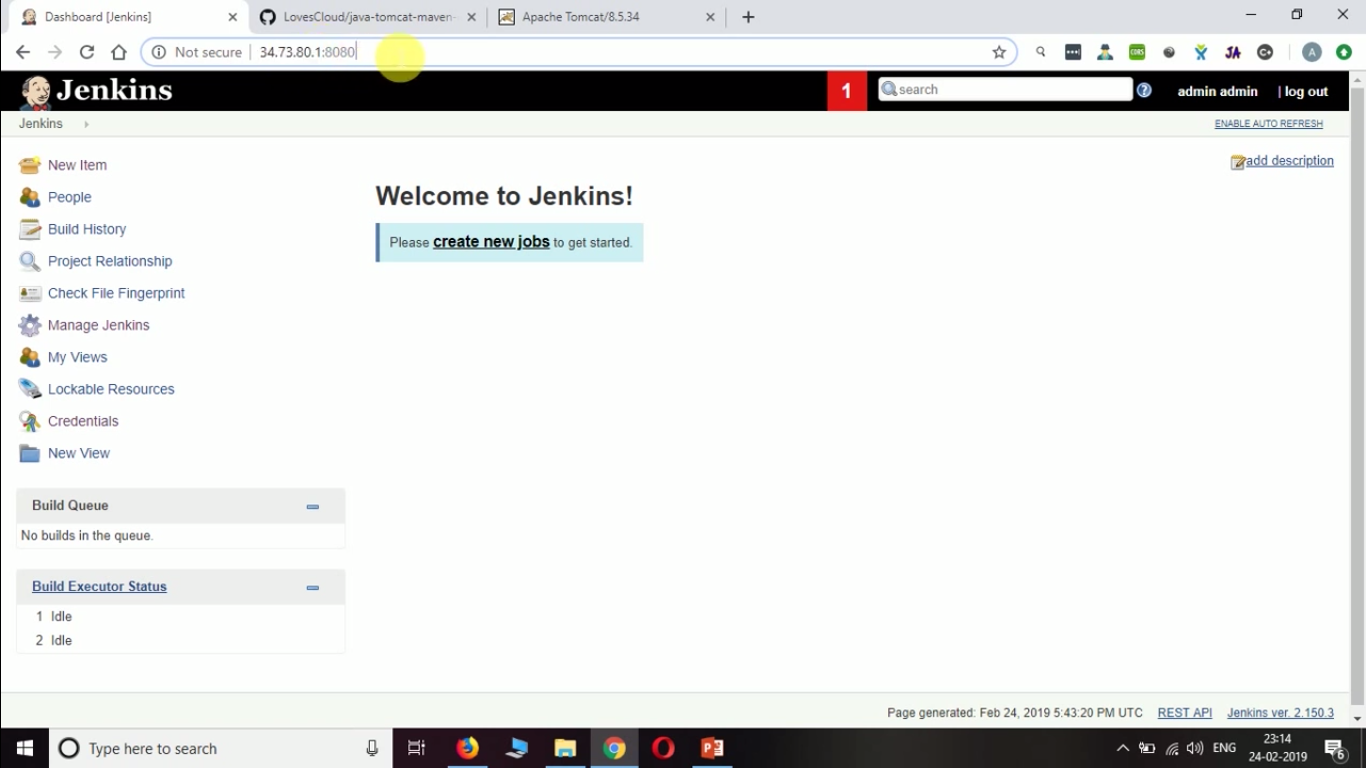 Dashboard [Jenkins]
LovesCloud/java-tomcat-maven-
Apache Tomcat/8.5.34
Not secure
34.73.80.1:8080
Jenkins
1
search
admin admin
| log out
Jenkins
ENABLE AUTO REFRESH
New Item
add description
People
Welcome to Jenkins!
Build History
Please create new jobs to get started.
Project Relationship
Check File Fingerprint
Manage Jenkins
My Views
Lockable Resources
Credentials
New View
Build Queue
No builds in the queue.
Build Executor Status
1 Idle
2 Idle
Page generated: Feb 24, 2019 5:43:20 PM UTC
REST API
Jenkins ver. 2.150.3
Type here to search
ENG
23:14
24-02-2019
6